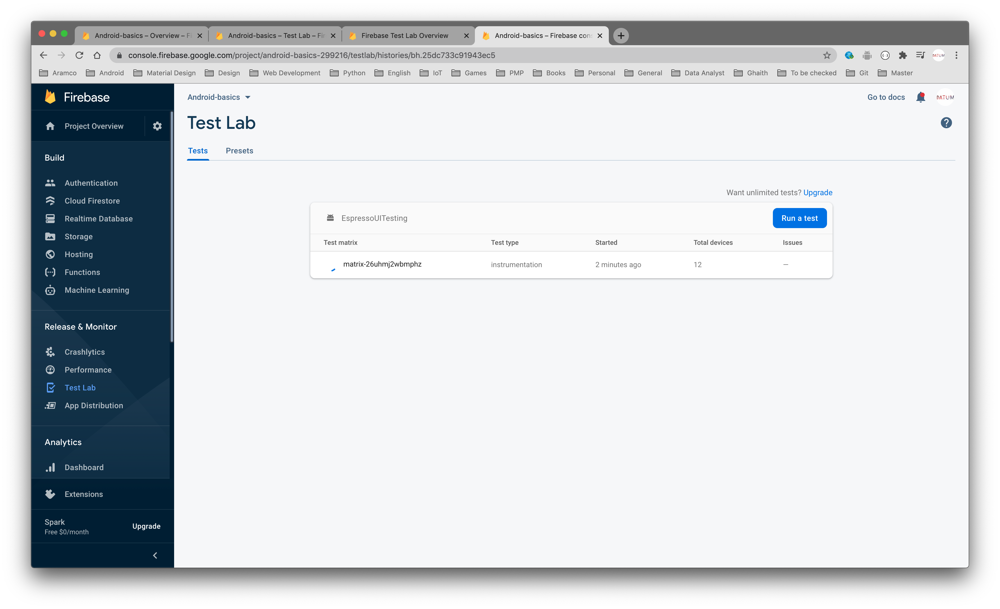 Android-basics – Overview – Fi
Android-basics – Test Lab – Fir
Firebase Test Lab Overview
Android-basics – Firebase cons
console.firebase.google.com/project/android-basics-299216/testlab/histories/bh.25dc733c91943ec5
DATUM
Aramco Android Material Design Design Web Development Python English IoT Games PMP Books Personal General Data Analyst Ghaith To be checked Git Master
Firebase
Project Overview
Build
Authentication
Cloud Firestore
Realtime Database
Storage
Hosting
Functions
Machine Learning
Release & Monitor
Crashlytics
Performance
Test Lab
App Distribution
Analytics
Dashboard
Extensions
Spark
Free $0/month
Upgrade
Android-basics
Go to docs
DATUM
Test Lab
Tests Presets
Want unlimited tests? Upgrade
EspressoUITesting
Run a test
Test matrix Test type Started Total devices Issues
matrix-26uhmj2wbmphz instrumentation 2 minutes ago 12 —